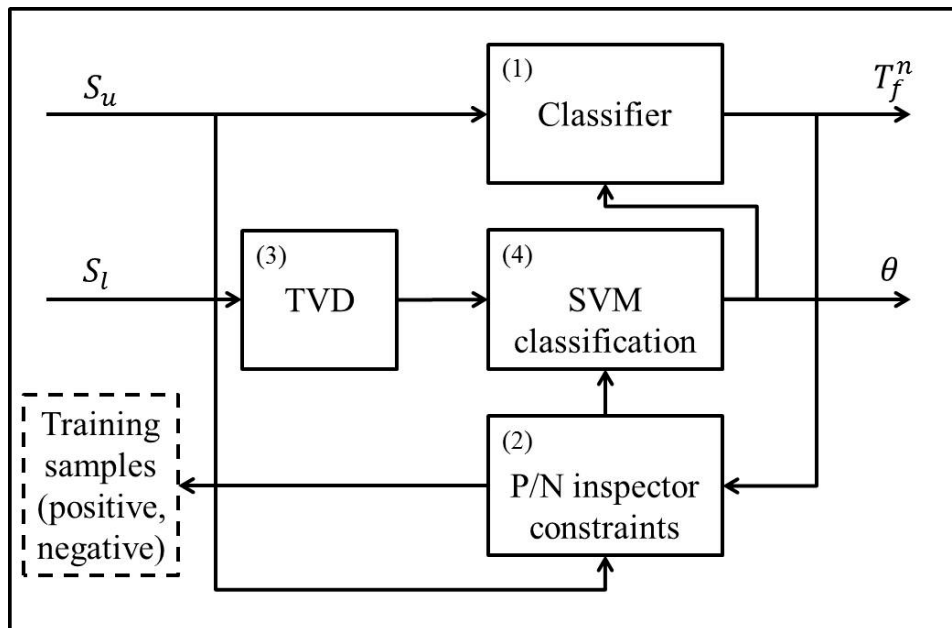 (1)
Classifier
S_u
T_f^n
(3)
TVD
S_l
(4)
SVM
classification
θ
Training
samples
(positive,
negative)
(2)
P/N inspector
constraints